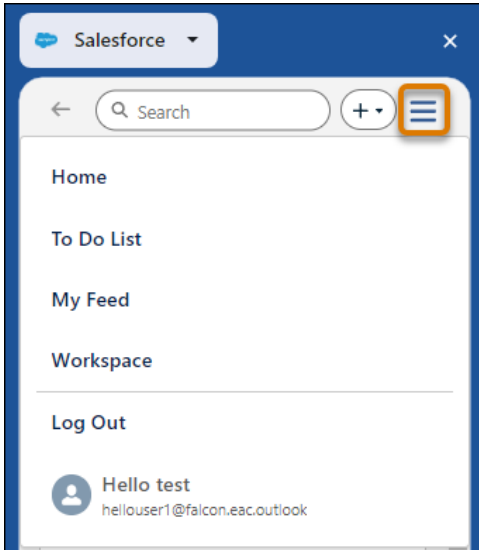 Salesforce
Search
Home
To Do List
My Feed
Workspace
Log Out
Hello test
hellouser1@falcon.eac.outlook